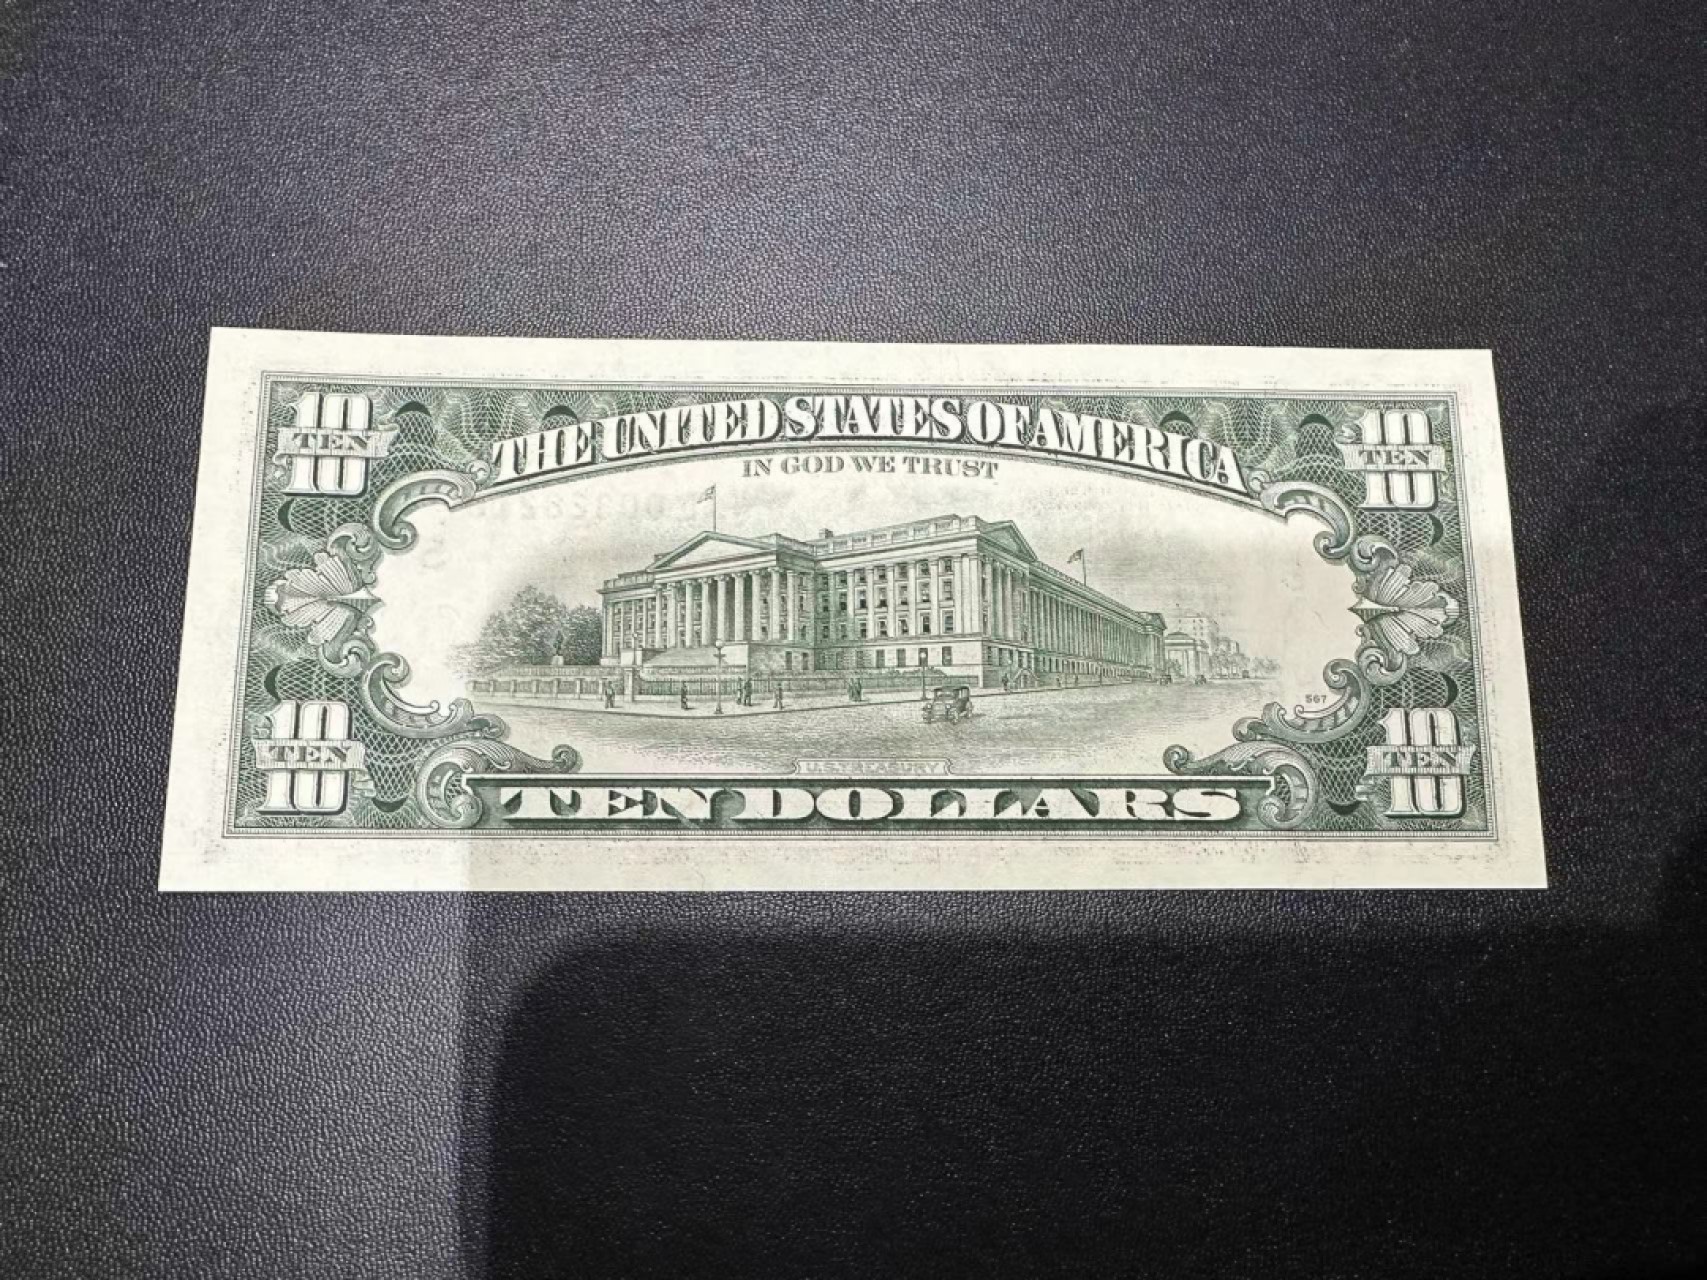 10 TEN 10
THE UNITED STATES OF AMERICA
10 TEN 10
IN GOD WE TRUST
567
10 TEN 10
U.S. TREASURY
10 TEN 10
TEN DOLLARS